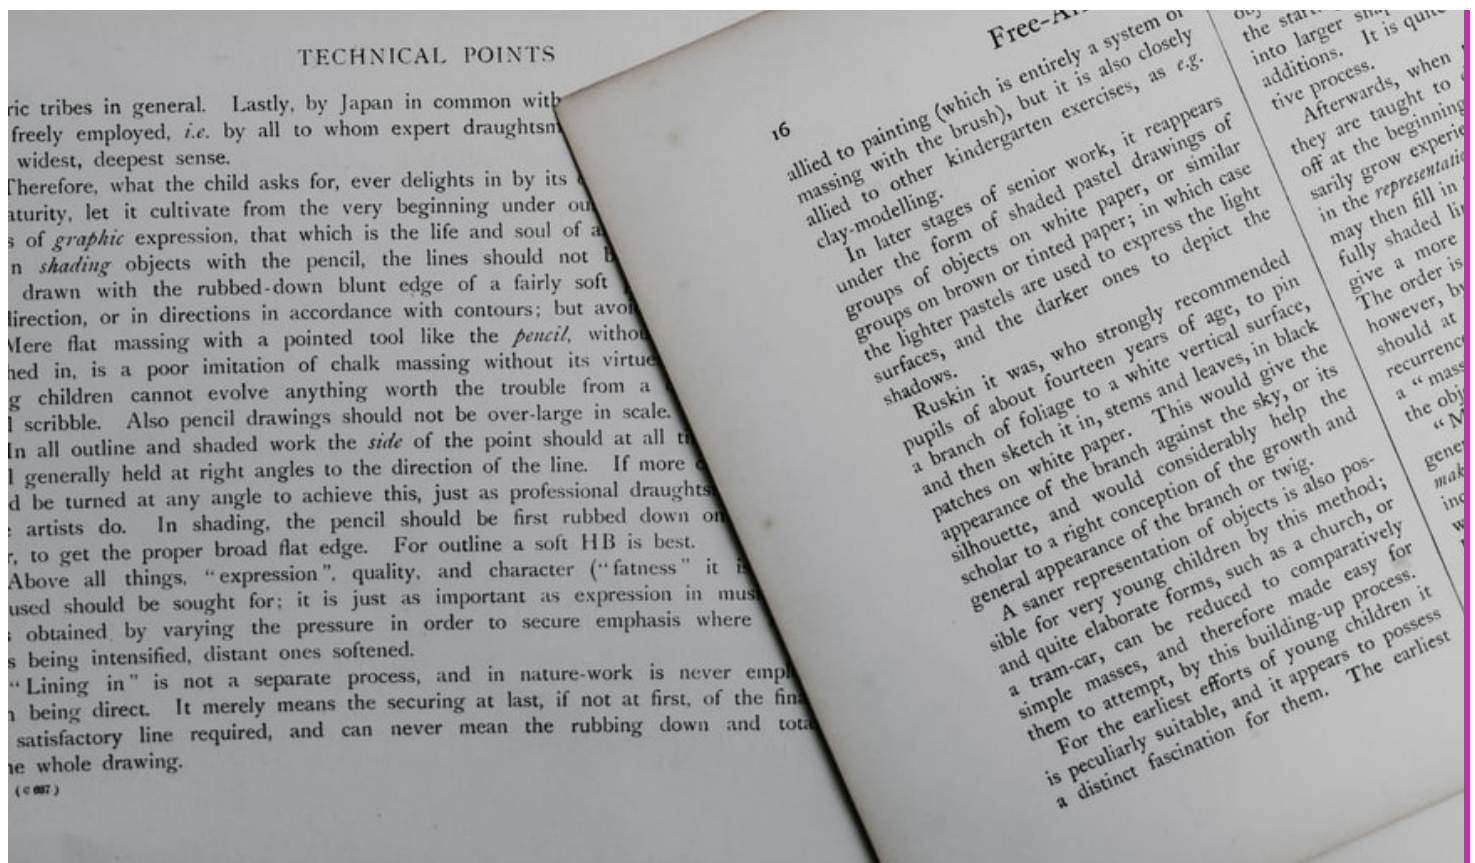 TECHNICAL POINTS
tribes in general. Lastly, by Japan in common with
freely employed, i.e. by all to whom expert
widest, deepest sense.
Therefore, what the child asks for, ever delights in by its
let it cultivate from the very beginning under
of graphic expression, that which is the life and soul of
shading objects with the pencil, the lines should not
drawn with the rubbed-down blunt edge of a fairly soft
direction, or in directions in accordance with contours; but
Mere flat massing with a pointed tool like the pencil,
in, is a poor imitation of chalk massing without its
children cannot evolve anything worth the trouble from a
scribble. Also pencil drawings should not be over-large in scale.
In all outline and shaded work the side of the point should at all
generally held at right angles to the direction of the line. If more
be turned at any angle to achieve this, just as professional
artists do. In shading, the pencil should be first rubbed down
to get the proper broad flat edge. For outline a soft HB is best.
Above all things, "expression", quality, and character ("fatness" it
used should be sought for; it is just as important as expression in
obtained by varying the pressure in order to secure emphasis where
being intensified, distant ones softened.
"Lining in" is not a separate process, and in nature-work is never
being direct. It merely means the securing at last, if not at first, of the
satisfactory line required, and can never mean the rubbing down and
whole drawing.
(C 667)
16
allied to painting (which is entirely a system of
massing with the brush), but it is also closely
allied to other kindergarten exercises, as e.g.
clay-modelling.
In later stages of senior work, it reappears
under the form of shaded pastel drawings of
groups of objects on white paper, or similar
groups on brown or tinted paper; in which case
the lighter pastels are used to express the light
surfaces, and the darker ones to depict the
shadows.
Ruskin it was, who strongly recommended
pupils of about fourteen years of age, to pin
a branch of foliage to a white vertical surface,
and then sketch it in, stems and leaves, in black
patches on white paper. This would give the
appearance of the branch against the sky, or its
silhouette, and would considerably help the
scholar to a right conception of the growth and
general appearance of the branch or twig.
A saner representation of objects is also pos-
sible for very young children by this method;
and quite elaborate forms, such as a church, or
a tram-car, can be reduced to comparatively
simple masses, and therefore made easy for
them to attempt, by this building-up process.
For the earliest efforts of young children it
is peculiarly suitable, and it appears to possess
a distinct fascination for them. The earliest
the
into larger
additions. It is
tive process.
Afterwards, when
they are taught to
off at the beginning
sarily grow
in the
may then fill in
fully shaded
give a more
The order is
however,
should at
a
the